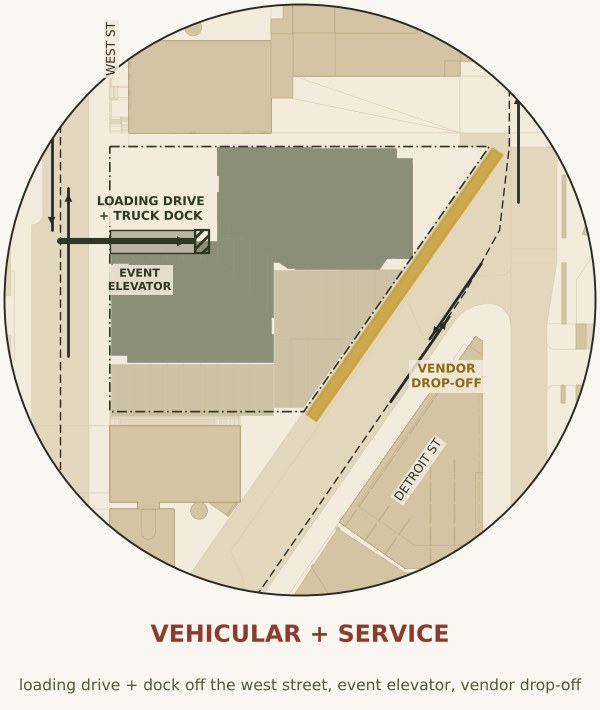 WEST ST
LOADING DRIVE
+ TRUCK DOCK
EVENT
ELEVATOR
VENDOR
DROP-OFF
DETROIT ST
VEHICULAR + SERVICE
loading drive + dock off the west street, event elevator, vendor drop-off